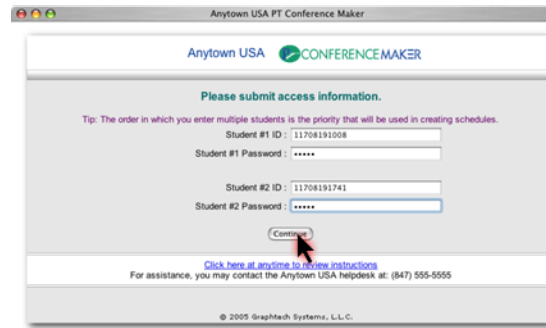 Anytown USA PT Conference Maker
Anytown USA CONFERENCEMAKER
Please submit access information.
Tip: The order in which you enter multiple students is the priority that will be used in creating schedules.
Student #1 ID : 11708191008
Student #1 Password : •••••
Student #2 ID : 11708191741
Student #2 Password : •••••
Continue
Click here at anytime to review instructions
For assistance, you may contact the Anytown USA helpdesk at: (847) 555-5555
© 2005 Graphtech Systems, L.L.C.